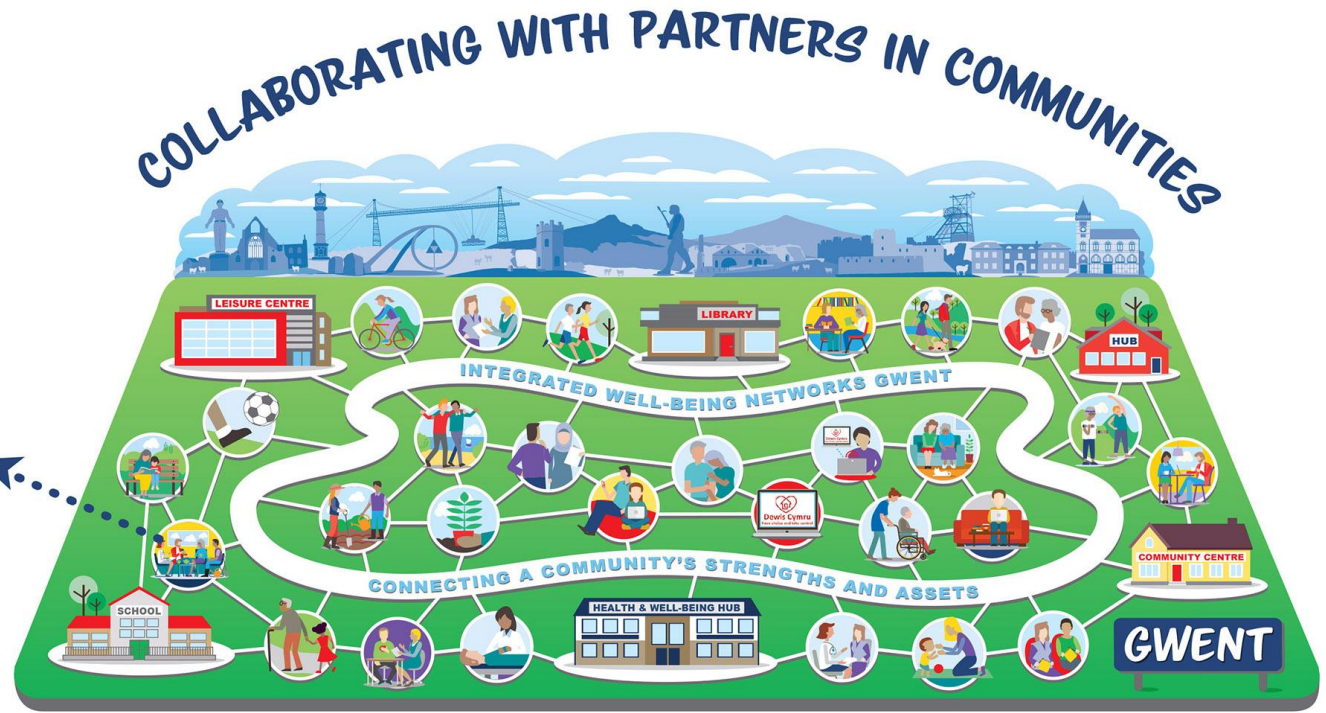 COLLABORATING WITH PARTNERS IN COMMUNITIES
LEISURE CENTRE
LIBRARY
HUB
INTEGRATED WELL-BEING NETWORKS GWENT
Dewis Cymru
Dewis Cymru
COMMUNITY CENTRE
CONNECTING A COMMUNITY'S STRENGTHS AND ASSETS
SCHOOL
HEALTH & WELL-BEING HUB
GWENT